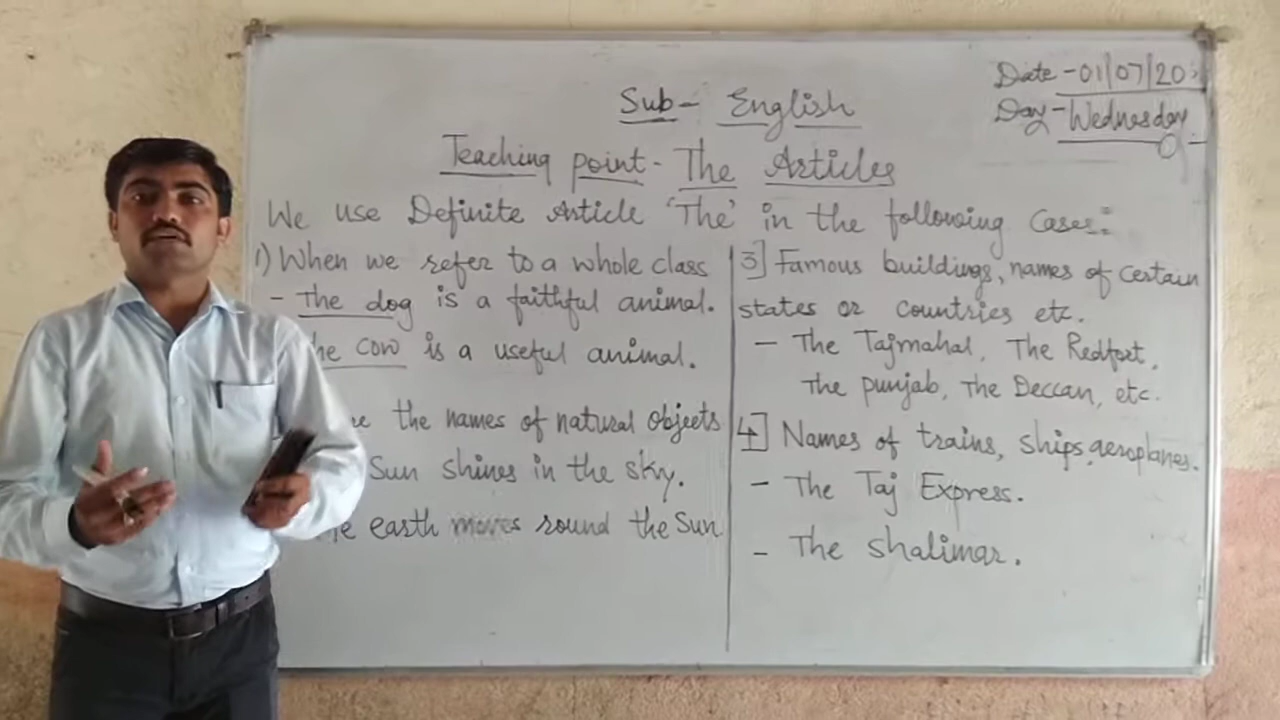 Date - 01/07/20
Day - Wednesday
Sub - English
Teaching point - The Articles
We use Definite Article 'The' in the following Cases:
1) When we refer to a whole class
- The dog is a faithful animal.
he cow is a useful animal.
the names of natural objects
Sun shines in the sky.
earth moves round the Sun
3] Famous buildings, names of certain
states or countries etc.
- The Tajmahal, The Redfort,
The punjab, The Deccan, etc.
4] Names of trains, ships, aeroplanes.
- The Taj Express.
- The Shalimar.